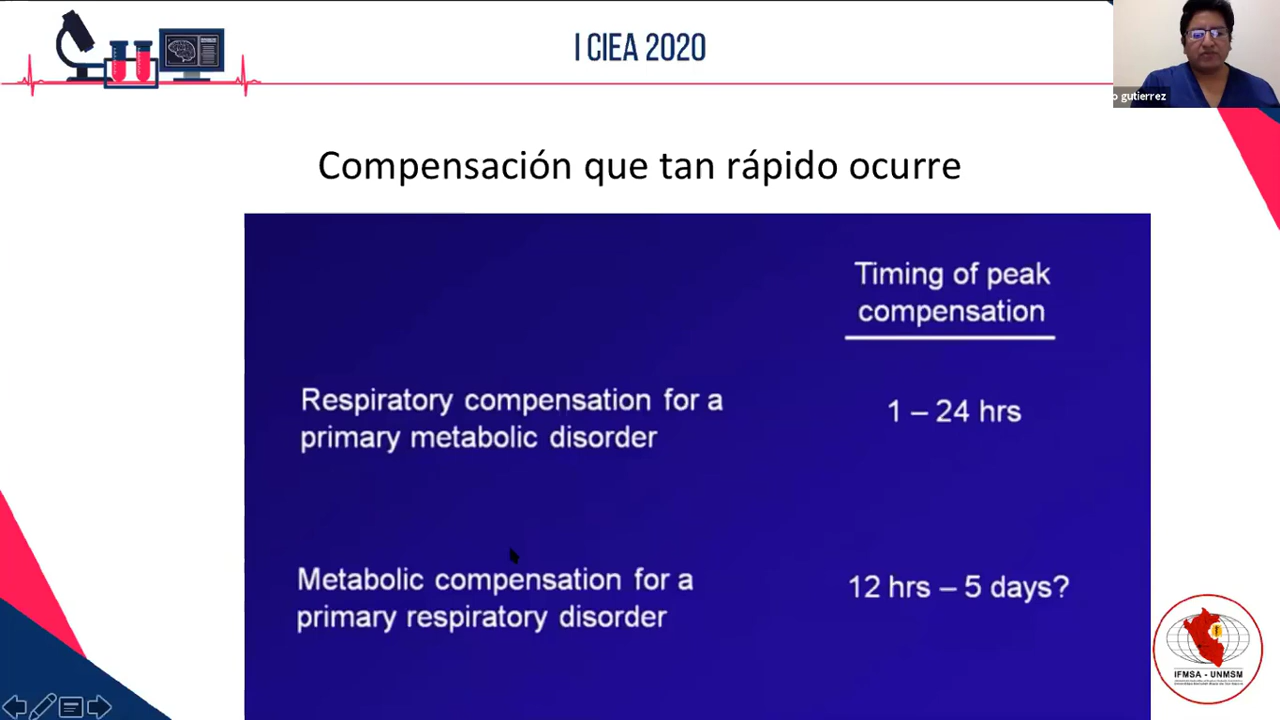 I CIEA 2020
o gutierrez
Compensación que tan rápido ocurre
Timing of peak
compensation
Respiratory compensation for a
primary metabolic disorder
1 – 24 hrs
Metabolic compensation for a
primary respiratory disorder
12 hrs – 5 days?
IFMSA - UNMSM